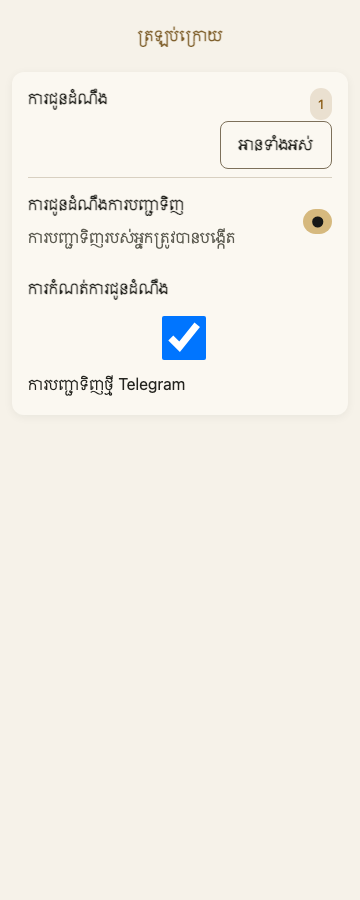 ត្រឡប់ក្រោយ
ការជូនដំណឹង
1
អានទាំងអស់
ការជូនដំណឹងការបញ្ជាទិញ
ការបញ្ជាទិញរបស់អ្នកត្រូវបានបង្កើត
ការកំណត់ការជូនដំណឹង
ការបញ្ជាទិញថ្មី Telegram